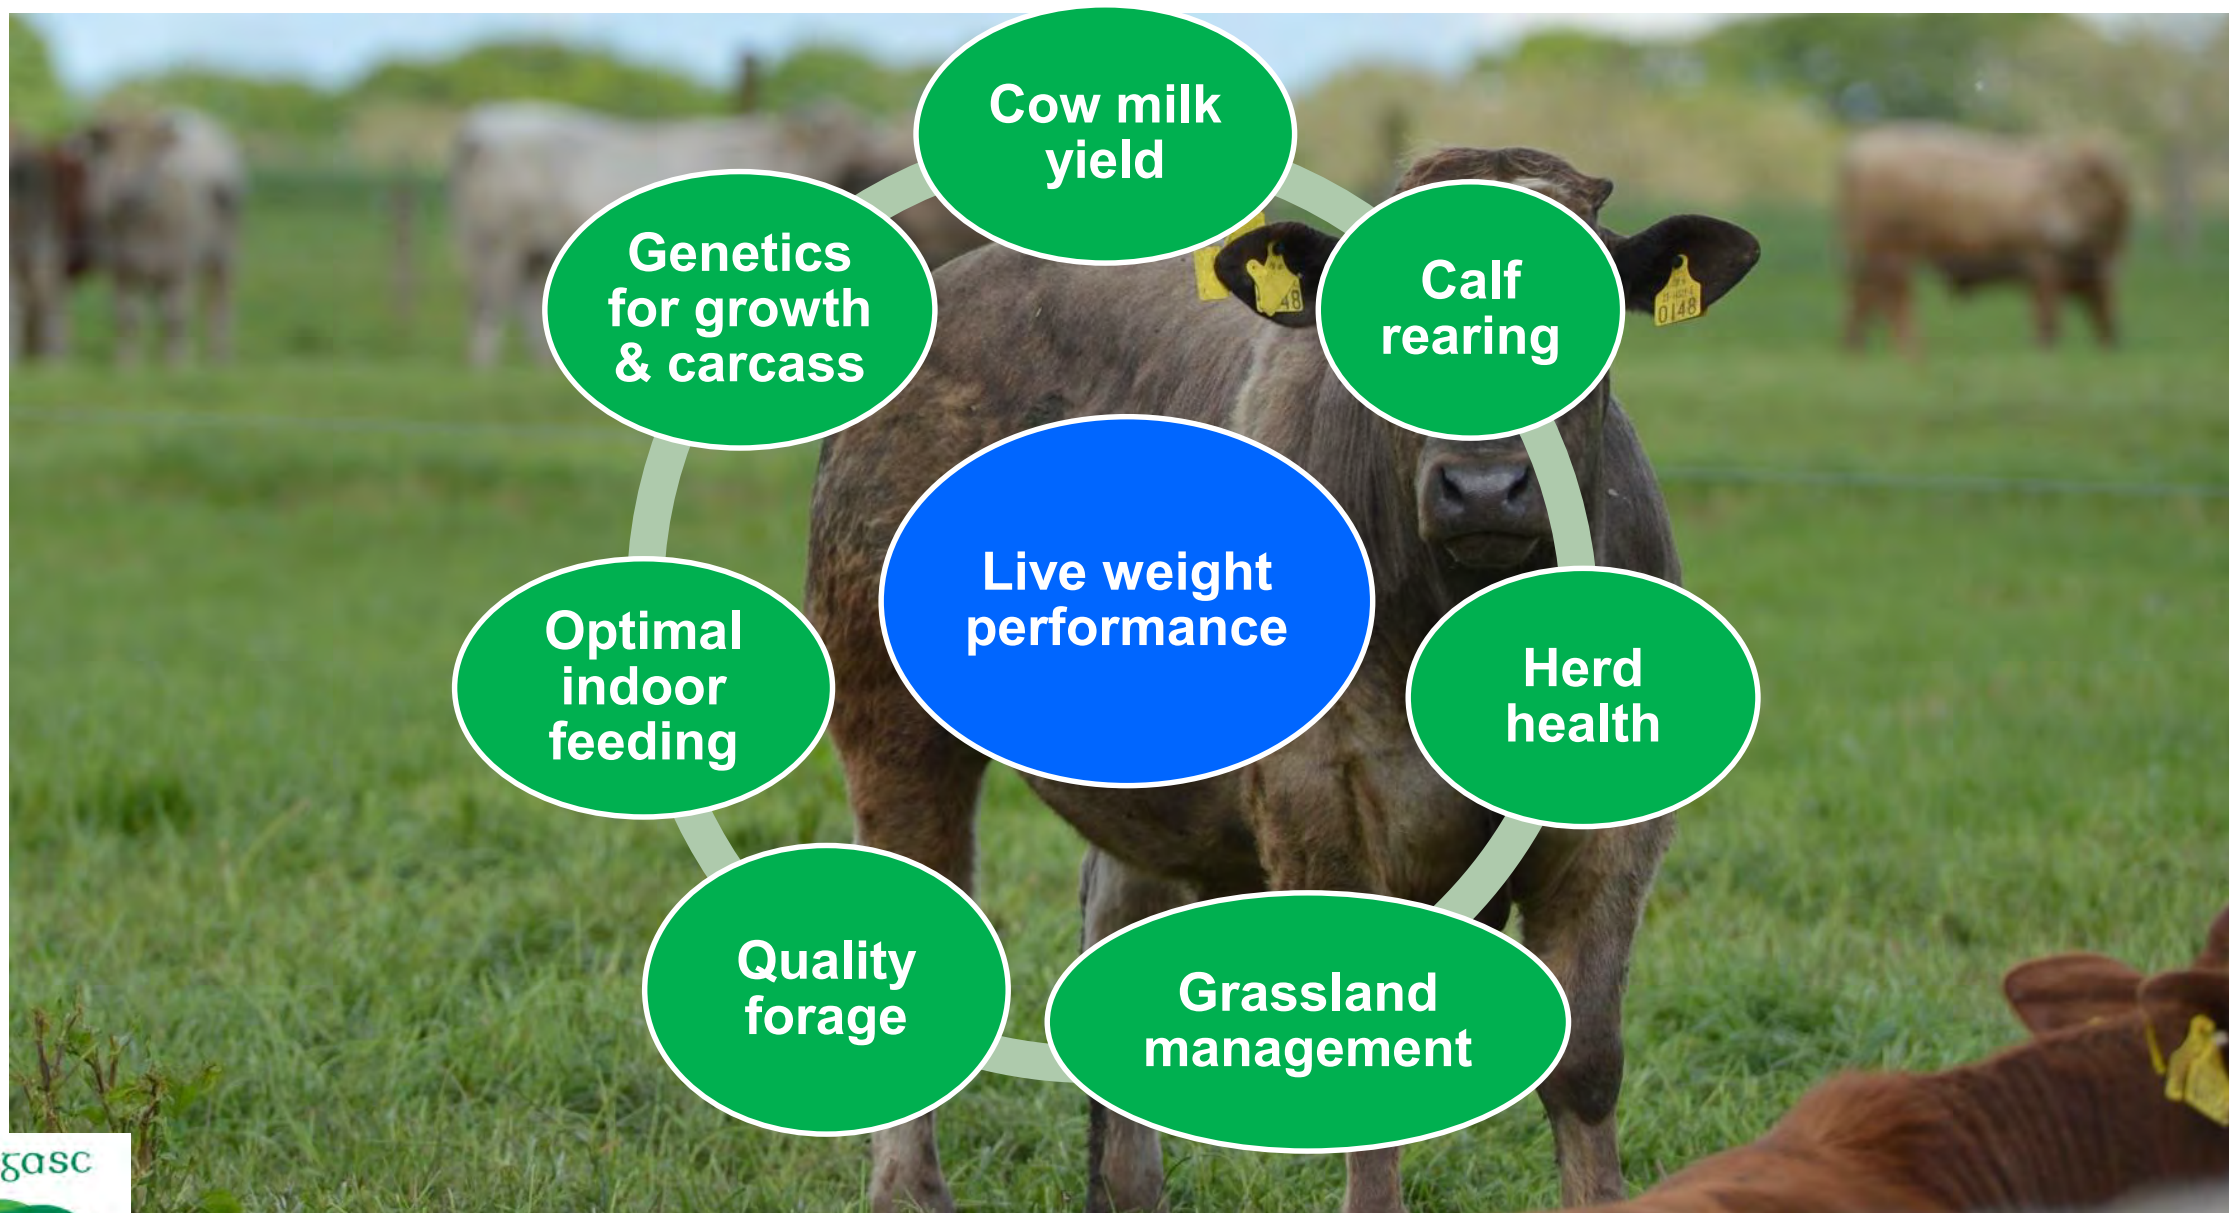 Cow milk
yield
Genetics
for growth
& carcass
Calf
rearing
Live weight
performance
Optimal
indoor
feeding
Herd
health
Quality
forage
Grassland
management
48
0148
gasc